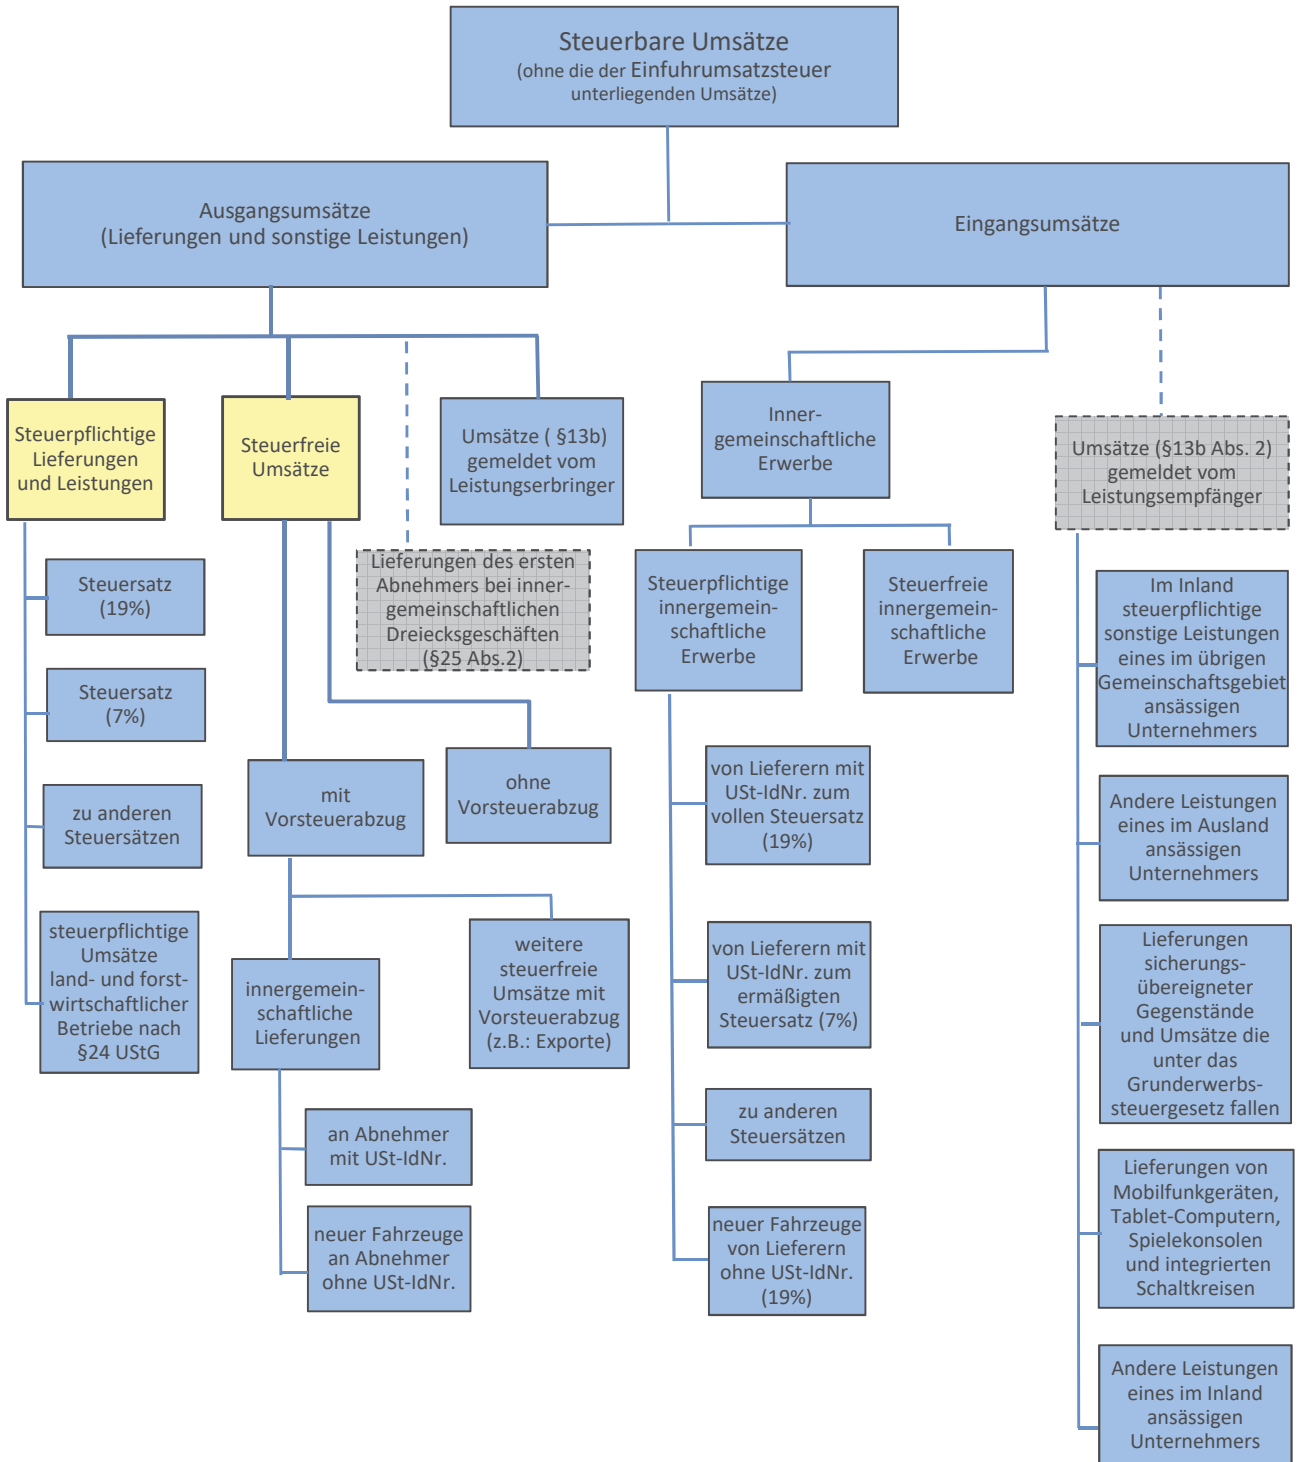 Steuerbare Umsätze
(ohne die der Einfuhrumsatzsteuer
unterliegenden Umsätze)
Ausgangsumsätze
(Lieferungen und sonstige Leistungen)
Eingangsumsätze
Steuerpflichtige
Lieferungen
und Leistungen
Steuerfreie
Umsätze
Umsätze ( §13b)
gemeldet vom
Leistungserbringer
Inner-
gemeinschaftliche
Erwerbe
Umsätze (§13b Abs. 2)
gemeldet vom
Leistungsempfänger
Lieferungen des ersten
Abnehmers bei inner-
gemeinschaftlichen
Dreiecksgeschäften
(§25 Abs.2)
Steuersatz
(19%)
Steuersatz
(7%)
zu anderen
Steuersätzen
steuerpflichtige
Umsätze
land- und forst-
wirtschaftlicher
Betriebe nach
§24 UStG
mit
Vorsteuerabzug
ohne
Vorsteuerabzug
innergemein-
schaftliche
Lieferungen
weitere
steuerfreie
Umsätze mit
Vorsteuerabzug
(z.B.: Exporte)
an Abnehmer
mit USt-IdNr.
neuer Fahrzeuge
an Abnehmer
ohne USt-IdNr.
Steuerpflichtige
innergemein-
schaftliche
Erwerbe
Steuerfreie
innergemein-
schaftliche
Erwerbe
von Lieferern mit
USt-IdNr. zum
vollen Steuersatz
(19%)
von Lieferern mit
USt-IdNr. zum
ermäßigten
Steuersatz (7%)
zu anderen
Steuersätzen
neuer Fahrzeuge
von Lieferern
ohne USt-IdNr.
(19%)
Im Inland
steuerpflichtige
sonstige Leistungen
eines im übrigen
Gemeinschaftsgebiet
ansässigen
Unternehmers
Andere Leistungen
eines im Ausland
ansässigen
Unternehmers
Lieferungen
sicherungs-
übereigneter
Gegenstände
und Umsätze die
unter das
Grunderwerbs-
steuergesetz fallen
Lieferungen von
Mobilfunkgeräten,
Tablet-Computern,
Spielekonsolen
und integrierten
Schaltkreisen
Andere Leistungen
eines im Inland
ansässigen
Unternehmers